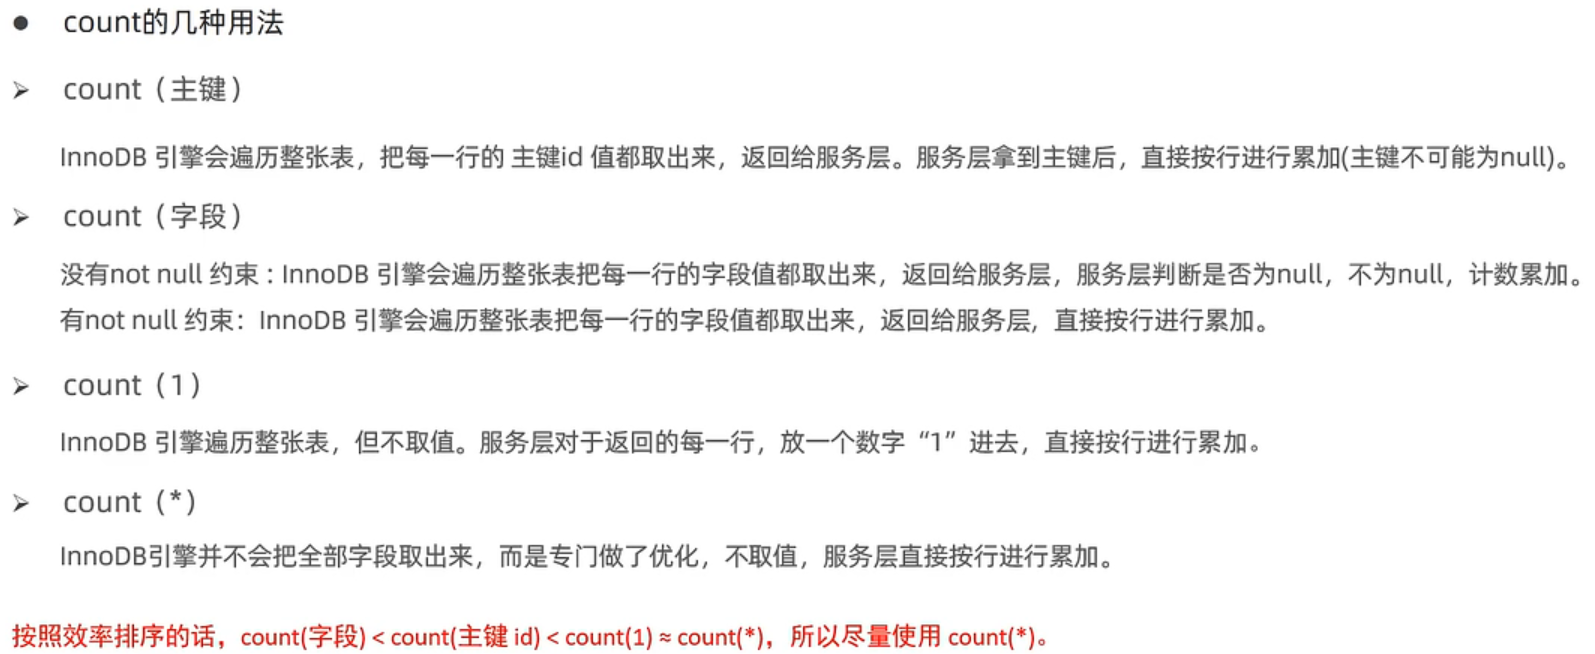 ● count的几种用法
➢ count（主键）
InnoDB 引擎会遍历整张表，把每一行的 主键id 值都取出来，返回给服务层。服务层拿到主键后，直接按行进行累加(主键不可能为null)。
➢ count（字段）
没有not null 约束 : InnoDB 引擎会遍历整张表把每一行的字段值都取出来，返回给服务层，服务层判断是否为null，不为null，计数累加。
有not null 约束：InnoDB 引擎会遍历整张表把每一行的字段值都取出来，返回给服务层，直接按行进行累加。
➢ count（1）
InnoDB 引擎遍历整张表，但不取值。服务层对于返回的每一行，放一个数字“1”进去，直接按行进行累加。
➢ count（*）
InnoDB引擎并不会把全部字段取出来，而是专门做了优化，不取值，服务层直接按行进行累加。
按照效率排序的话，count(字段) < count(主键 id) < count(1) ≈ count(*)，所以尽量使用 count(*)。